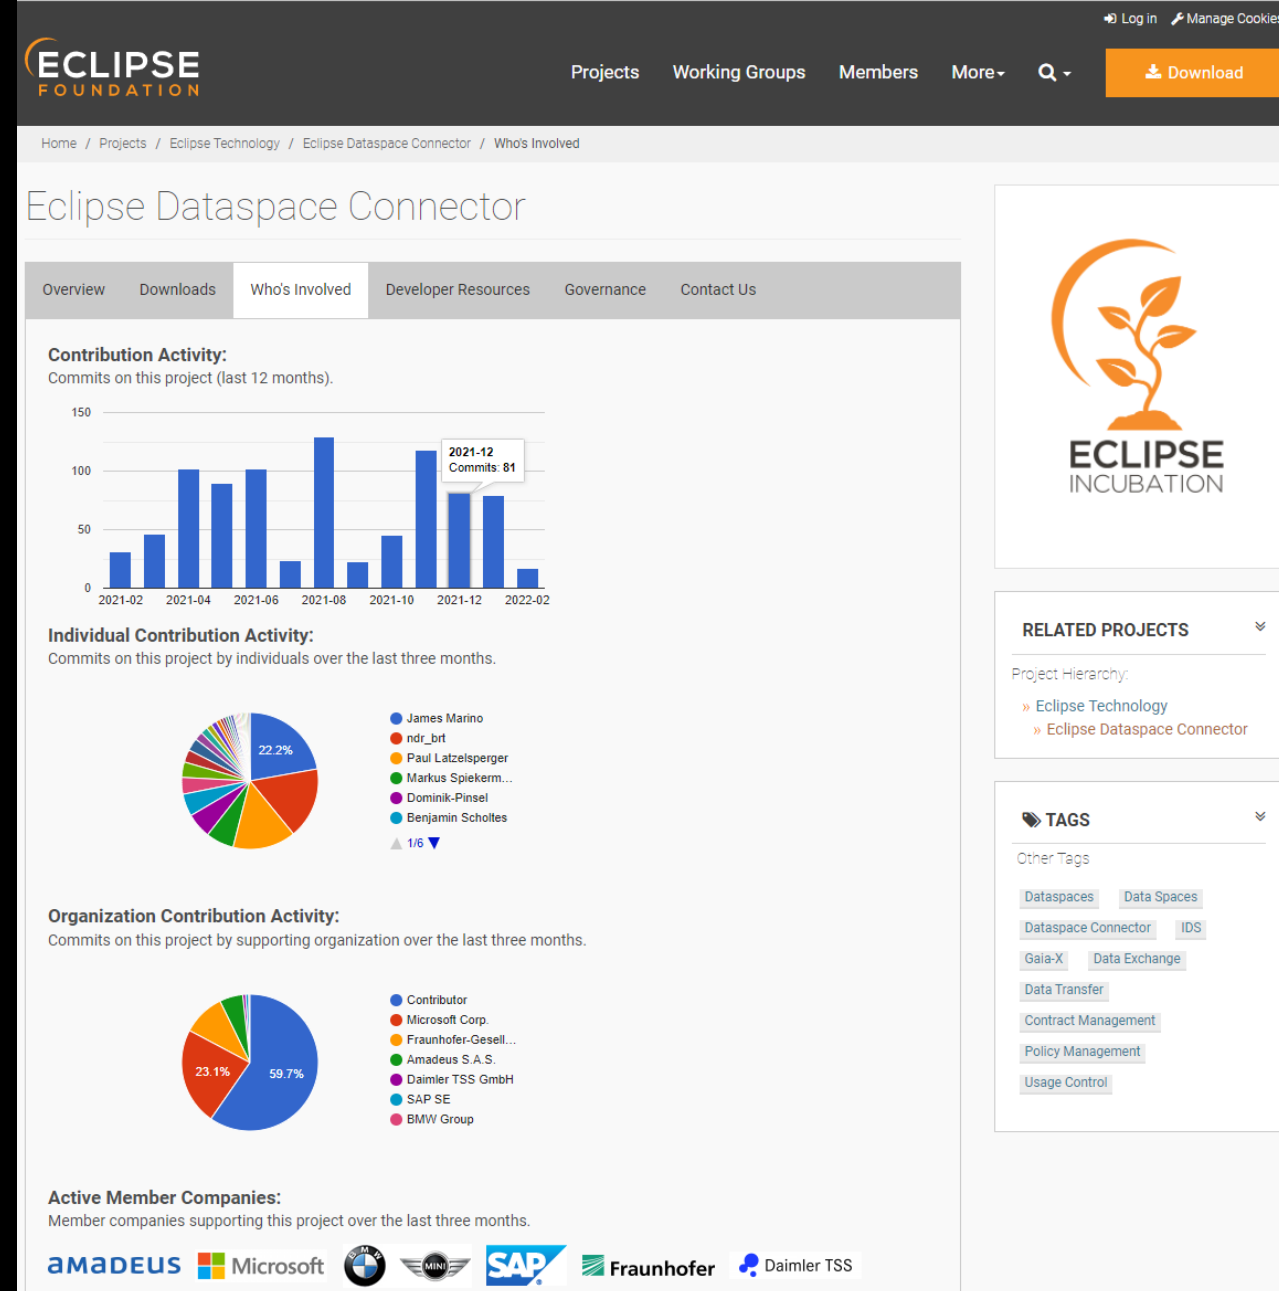 Log in Manage Cookies
ECLIPSE
FOUNDATION
Projects Working Groups Members More Download
Home / Projects / Eclipse Technology / Eclipse Dataspace Connector / Who's Involved
Eclipse Dataspace Connector
Overview Downloads Who's Involved Developer Resources Governance Contact Us
Contribution Activity:
Commits on this project (last 12 months).
150
100
50
0
2021-12
Commits: 81
2021-02 2021-04 2021-06 2021-08 2021-10 2021-12 2022-02
Individual Contribution Activity:
Commits on this project by individuals over the last three months.
22.2%
James Marino
ndr_brt
Paul Latzelsperger
Markus Spiekerm...
Dominik-Pinsel
Benjamin Scholtes
1/6
Organization Contribution Activity:
Commits on this project by supporting organization over the last three months.
23.1%
59.7%
Contributor
Microsoft Corp.
Fraunhofer-Gesell...
Amadeus S.A.S.
Daimler TSS GmbH
SAP SE
BMW Group
Active Member Companies:
Member companies supporting this project over the last three months.
amadeus Microsoft BMW MINI SAP Fraunhofer Daimler TSS
ECLIPSE
INCUBATION
RELATED PROJECTS
Project Hierarchy:
» Eclipse Technology
» Eclipse Dataspace Connector
TAGS
Other Tags
Dataspaces Data Spaces
Dataspace Connector IDS
Gaia-X Data Exchange
Data Transfer
Contract Management
Policy Management
Usage Control